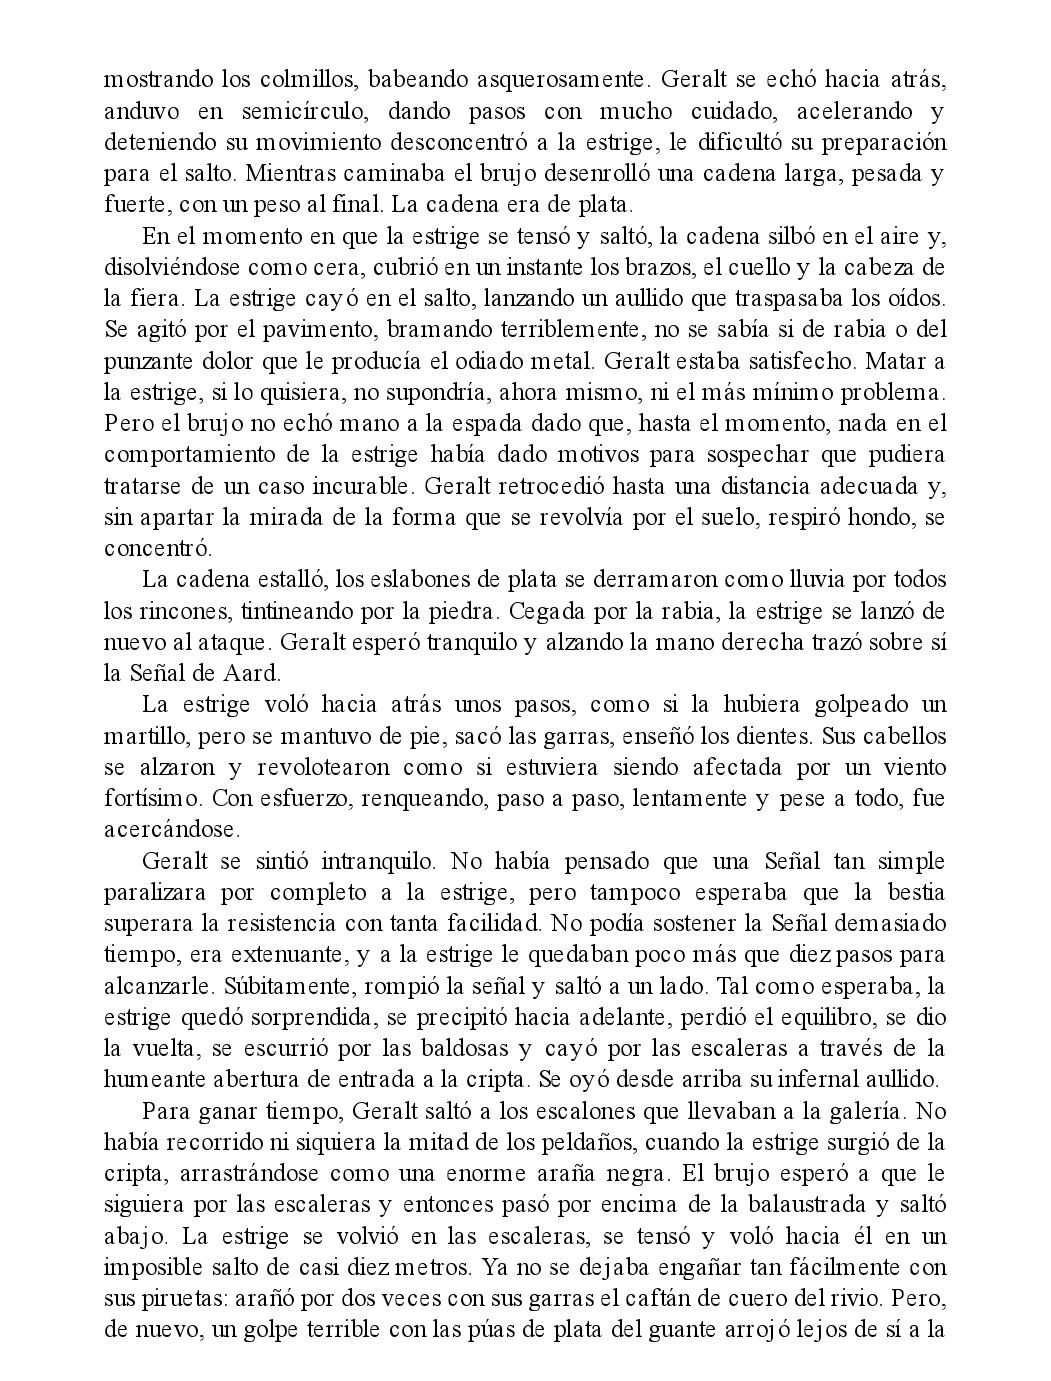 mostrando los colmillos, babeando asquerosamente. Geralt se echó hacia atrás,
anduvo en semicírculo, dando pasos con mucho cuidado, acelerando y
deteniendo su movimiento desconcentró a la estrige, le dificultó su preparación
para el salto. Mientras caminaba el brujo desenrolló una cadena larga, pesada y
fuerte, con un peso al final. La cadena era de plata.
En el momento en que la estrige se tensó y saltó, la cadena silbó en el aire y,
disolviéndose como cera, cubrió en un instante los brazos, el cuello y la cabeza de
la fiera. La estrige cayó en el salto, lanzando un aullido que traspasaba los oídos.
Se agitó por el pavimento, bramando terriblemente, no se sabía si de rabia o del
punzante dolor que le producía el odiado metal. Geralt estaba satisfecho. Matar a
la estrige, si lo quisiera, no supondría, ahora mismo, ni el más mínimo problema.
Pero el brujo no echó mano a la espada dado que, hasta el momento, nada en el
comportamiento de la estrige había dado motivos para sospechar que pudiera
tratarse de un caso incurable. Geralt retrocedió hasta una distancia adecuada y,
sin apartar la mirada de la forma que se revolvía por el suelo, respiró hondo, se
concentró.
La cadena estalló, los eslabones de plata se derramaron como lluvia por todos
los rincones, tintineando por la piedra. Cegada por la rabia, la estrige se lanzó de
nuevo al ataque. Geralt esperó tranquilo y alzando la mano derecha trazó sobre sí
la Señal de Aard.
La estrige voló hacia atrás unos pasos, como si la hubiera golpeado un
martillo, pero se mantuvo de pie, sacó las garras, enseñó los dientes. Sus cabellos
se alzaron y revolotearon como si estuviera siendo afectada por un viento
fortísimo. Con esfuerzo, renqueando, paso a paso, lentamente y pese a todo, fue
acercándose.
Geralt se sintió intranquilo. No había pensado que una Señal tan simple
paralizara por completo a la estrige, pero tampoco esperaba que la bestia
superara la resistencia con tanta facilidad. No podía sostener la Señal demasiado
tiempo, era extenuante, y a la estrige le quedaban poco más que diez pasos para
alcanzarle. Súbitamente, rompió la señal y saltó a un lado. Tal como esperaba, la
estrige quedó sorprendida, se precipitó hacia adelante, perdió el equilibro, se dio
la vuelta, se escurrió por las baldosas y cayó por las escaleras a través de la
humeante abertura de entrada a la cripta. Se oyó desde arriba su infernal aullido.
Para ganar tiempo, Geralt saltó a los escalones que llevaban a la galería. No
había recorrido ni siquiera la mitad de los peldaños, cuando la estrige surgió de la
cripta, arrastrándose como una enorme araña negra. El brujo esperó a que le
siguiera por las escaleras y entonces pasó por encima de la balaustrada y saltó
abajo. La estrige se volvió en las escaleras, se tensó y voló hacia él en un
imposible salto de casi diez metros. Ya no se dejaba engañar tan fácilmente con
sus piruetas: arañó por dos veces con sus garras el caftán de cuero del rivio. Pero,
de nuevo, un golpe terrible con las púas de plata del guante arrojó lejos de sí a la